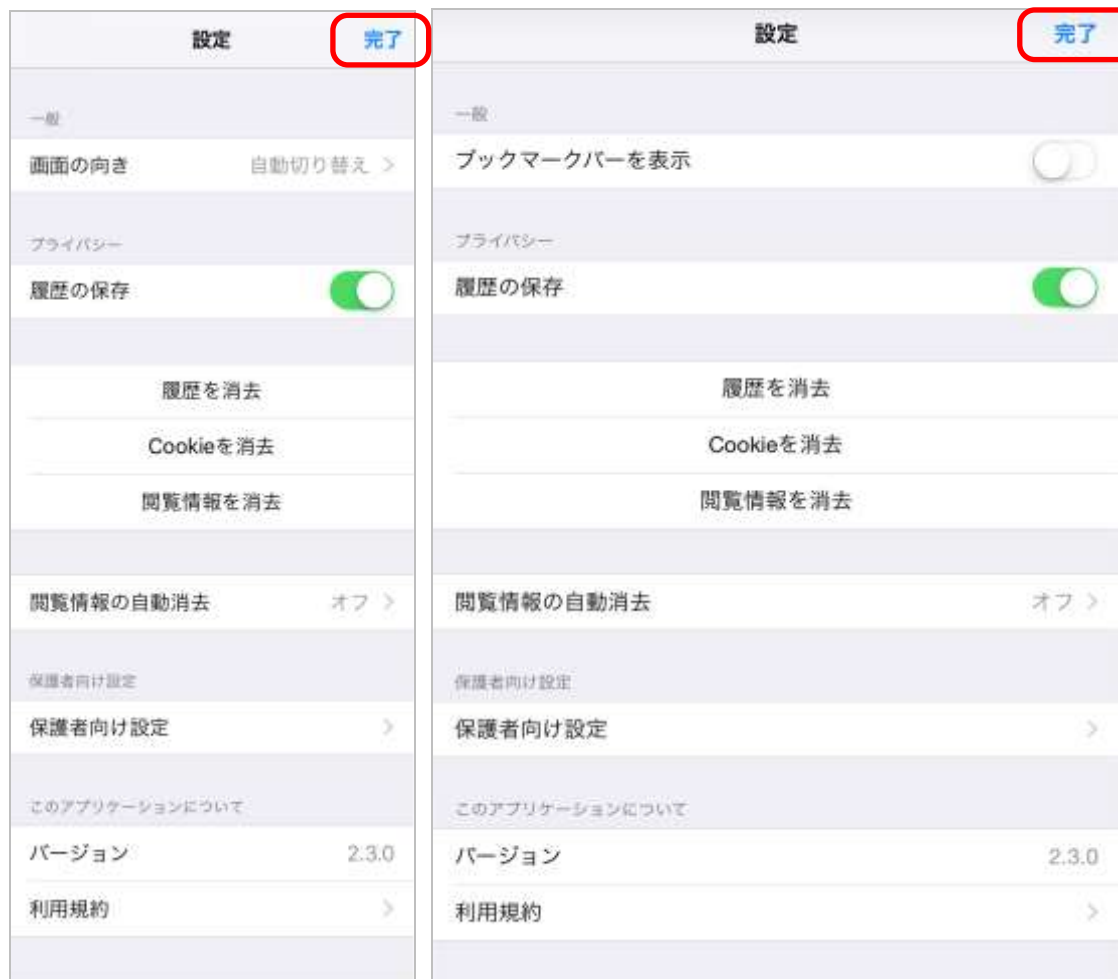 設定 完了
一般
画面の向き 自動切り替え
プライバシー
履歴の保存
履歴を消去
Cookieを消去
閲覧情報を消去
閲覧情報の自動消去 オフ
保護者向け設定
保護者向け設定
このアプリケーションについて
バージョン 2.3.0
利用規約
設定 完了
一般
ブックマークバーを表示
プライバシー
履歴の保存
履歴を消去
Cookieを消去
閲覧情報を消去
閲覧情報の自動消去 オフ
保護者向け設定
保護者向け設定
このアプリケーションについて
バージョン 2.3.0
利用規約